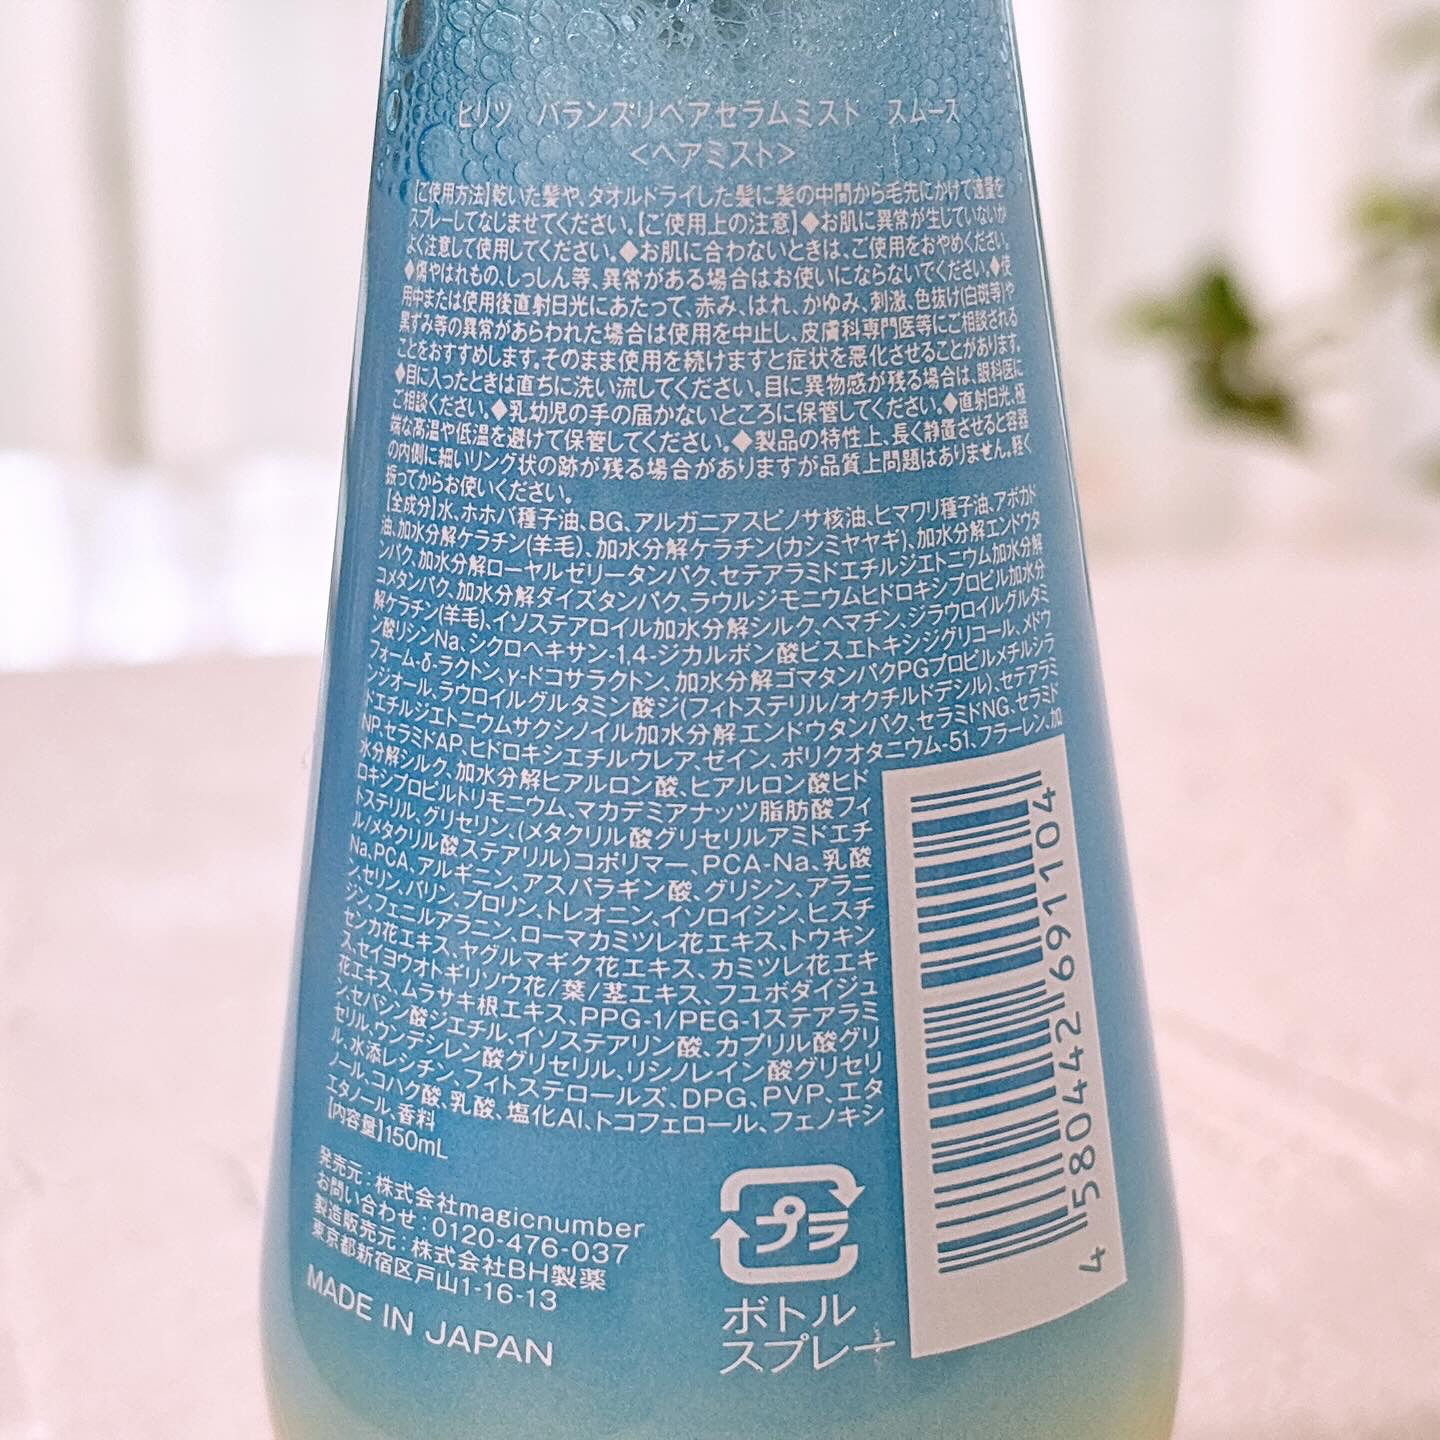 ヒリツ バランスリペアセラムミスト スムース
<ヘアミスト>
【ご使用方法】乾いた髪や、タオルドライした髪に髪の中間から毛先にかけて適量を
スプレーしてなじませてください。【ご使用上の注意】◆お肌に異常が生じていないか
よく注意して使用してください。◆お肌に合わないときは、ご使用をおやめください。
◆傷やはれもの、しっしん等、異常がある場合はお使いにならないでください。◆使
用中または使用後直射日光にあたって、赤み、はれ、かゆみ、刺激、色抜け(白斑等)や
黒ずみ等の異常があらわれた場合は使用を中止し、皮膚科専門医等にご相談される
ことをおすすめします。そのまま使用を続けますと症状を悪化させることがあります。
◆目に入ったときは直ちに洗い流してください。目に異物感が残る場合は、眼科医に
ご相談ください。◆乳幼児の手の届かないところに保管してください。◆直射日光、極
端な高温や低温を避けて保管してください。◆製品の特性上、長く静置させると容器
の内側に細いリング状の跡が残る場合がありますが品質上問題はありません。軽く
振ってからお使いください。
【全成分】水、ホホバ種子油、BG、アルガニアスピノサ核油、ヒマワリ種子油、アボカド
油、加水分解ケラチン(羊毛)、加水分解ケラチン(カシミヤヤギ)、加水分解エンドウタ
ンパク、加水分解ローヤルゼリータンパク、セテアラミドエチルジエトニウム加水分解
コメタンパク、加水分解ダイズタンパク、ラウルジモニウムヒドロキシプロピル加水分
解ケラチン(羊毛)、イソステアロイル加水分解シルク、ヘマチン、ジラウロイルグルタミ
ン酸リシンNa、シクロヘキサン-1,4-ジカルボン酸ビスエトキシジグリコール、メドウ
フォーム-δ-ラクトン、γ-ドコサラクトン、加水分解ゴマタンパクPGプロピルメチルシラ
ンジオール、ラウロイルグルタミン酸ジ(フィトステリル/オクチルドデシル)、セテアラミ
ドエチルジエトニウムサクシノイル加水分解エンドウタンパク、セラミドNG、セラミド
NP、セラミドAP、ヒドロキシエチルウレア、ゼイン、ポリクオタニウム-51、フラーレン、加
水分解シルク、加水分解ヒアルロン酸、ヒアルロン酸ヒド
ロキシプロピルトリモニウム、マカデミアナッツ脂肪酸フィ
トステリル、グリセリン、(メタクリル酸グリセリルアミドエチ
ル/メタクリル酸ステアリル)コポリマー、PCA-Na、乳酸
Na、PCA、アルギニン、アスパラギン酸、グリシン、アラニ
ン、セリン、バリン、プロリン、トレオニン、イソロイシン、ヒスチ
ジン、フェニルアラニン、ローマカミツレ花エキス、トウキン
センカ花エキス、ヤグルマギク花エキス、カミツレ花エキ
ス、セイヨウオトギリソウ花/葉/茎エキス、フユボダイジュ
花エキス、ムラサキ根エキス、PPG-1/PEG-1ステアラミ
ン、セバシン酸ジエチル、イソステアリン酸、カプリル酸グリ
セリル、ウンデシレン酸グリセリル、リシノレイン酸グリセリ
ル、水添レシチン、フィトステロールズ、DPG、PVP、エタ
ノール、コハク酸、乳酸、塩化Al、トコフェロール、フェノキシ
エタノール、香料
【内容量】150mL
発売元:株式会社magicnumber
お問い合わせ:0120-476-037
製造販売元:株式会社BH製薬
東京都新宿区戸山1-16-13
MADE IN JAPAN
プラ
ボトル
スプレー
4 580442 691104